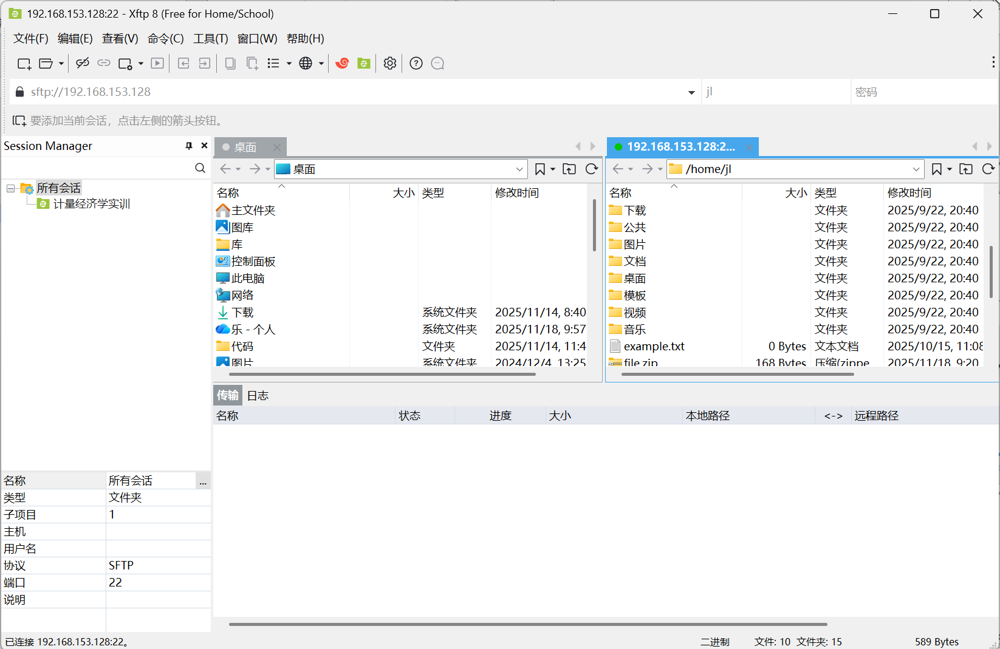 192.168.153.128:22 - Xftp 8 (Free for Home/School)
文件(F) 编辑(E) 查看(V) 命令(C) 工具(T) 窗口(W) 帮助(H)
sftp://192.168.153.128 jl 密码
要添加当前会话，点击左侧的箭头按钮。
Session Manager
所有会话
计量经济学实训
名称 所有会话 ...
类型 文件夹
子项目 1
主机
用户名
协议 SFTP
端口 22
说明
桌面
桌面
名称 大小 类型 修改时间
主文件夹
图库
库
控制面板
此电脑
网络
下载 系统文件夹 2025/11/14, 8:40
乐 - 个人 系统文件夹 2025/11/18, 9:57
代码 文件夹 2025/11/14, 11:4
图片 系统文件夹 2024/12/4, 13:25
192.168.153.128:2...
/home/jl
名称 大小 类型 修改时间
下载 文件夹 2025/9/22, 20:40
公共 文件夹 2025/9/22, 20:40
图片 文件夹 2025/9/22, 20:40
文档 文件夹 2025/9/22, 20:40
桌面 文件夹 2025/9/22, 20:40
模板 文件夹 2025/9/22, 20:40
视频 文件夹 2025/9/22, 20:40
音乐 文件夹 2025/9/22, 20:40
example.txt 0 Bytes 文本文档 2025/10/15, 11:08
file.zip 168 Bytes 压缩(zippe 2025/11/18, 9:20
传输 日志
名称 状态 进度 大小 本地路径 <-> 远程路径
已连接 192.168.153.128:22。 二进制 文件: 10 文件夹: 15 589 Bytes